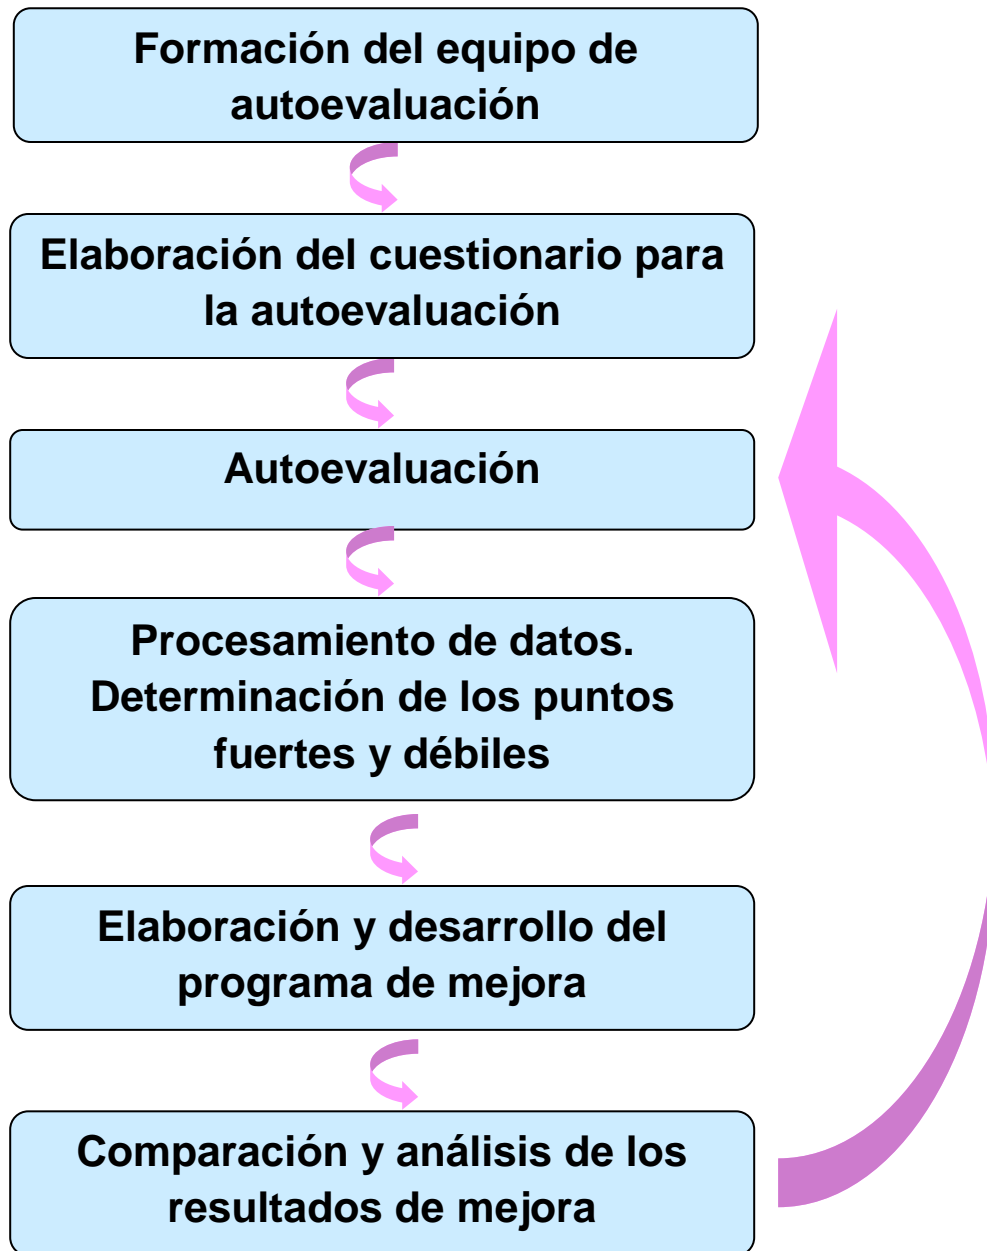 Formación del equipo de
autoevaluación
Elaboración del cuestionario para
la autoevaluación
Autoevaluación
Procesamiento de datos.
Determinación de los puntos
fuertes y débiles
Elaboración y desarrollo del
programa de mejora
Comparación y análisis de los
resultados de mejora